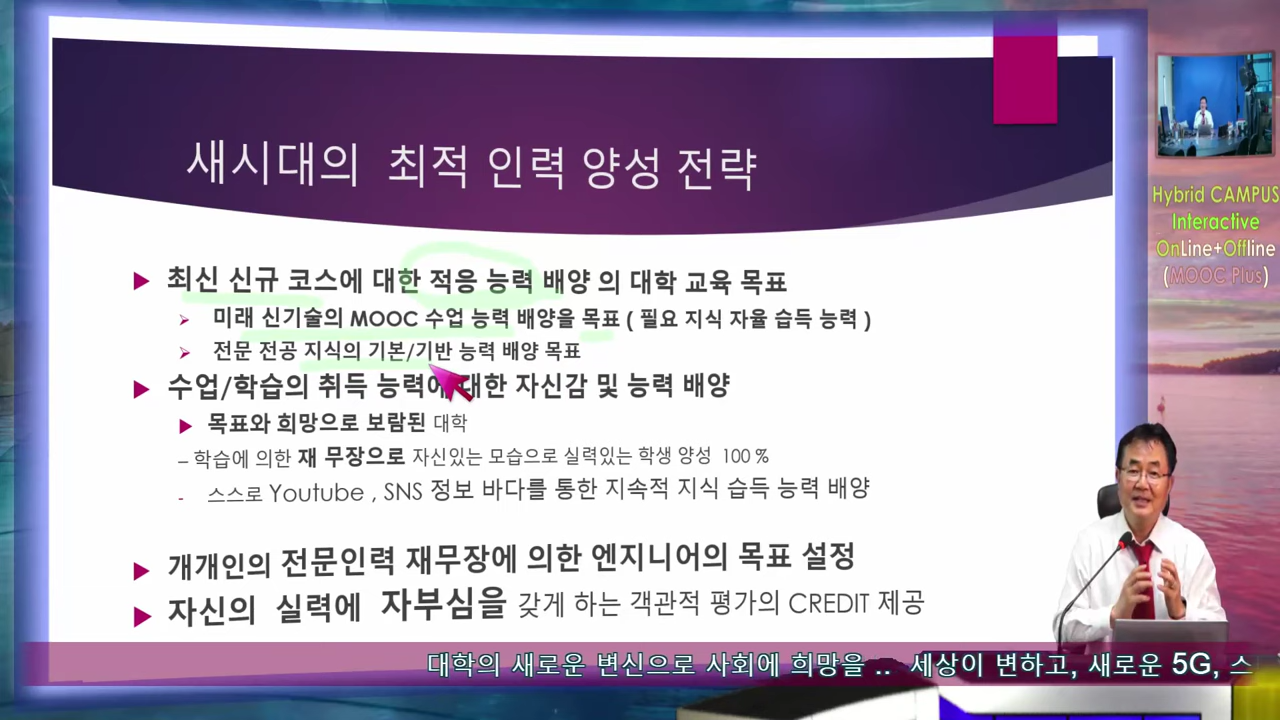 새시대의 최적 인력 양성 전략
Hybrid CAMPUS
Interactive
OnLine+Offline
(MOOC Plus)
최신 신규 코스에 대한 적응 능력 배양 의 대학 교육 목표
미래 신기술의 MOOC 수업 능력 배양을 목표 ( 필요 지식 자율 습득 능력 )
전문 전공 지식의 기본/기반 능력 배양 목표
수업/학습의 취득 능력에 대한 자신감 및 능력 배양
목표와 희망으로 보람된 대학
– 학습에 의한 재 무장으로 자신있는 모습으로 실력있는 학생 양성 100 %
- 스스로 Youtube , SNS 정보 바다를 통한 지속적 지식 습득 능력 배양
개개인의 전문인력 재무장에 의한 엔지니어의 목표 설정
자신의 실력에 자부심을 갖게 하는 객관적 평가의 CREDIT 제공
대학의 새로운 변신으로 사회에 희망을 .. 세상이 변하고, 새로운 5G, 스